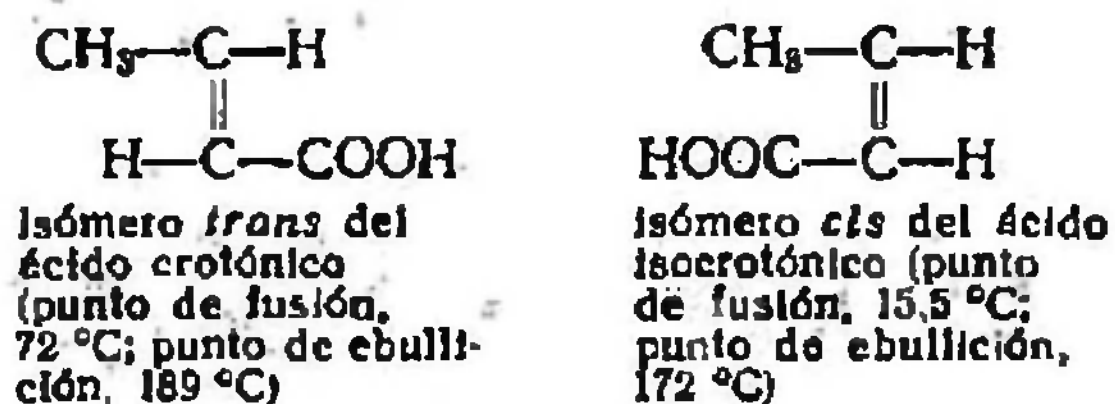 CH₃—C—H
||
H—C—COOH
Isómero trans del
ácido crotónico
(punto de fusión,
72 °C; punto de ebulli-
ción, 189 °C)
CH₃—C—H
||
HOOC—C—H
isómero cis del ácido
isocrotónico (punto
de fusión, 15,5 °C;
punto de ebullición,
172 °C)